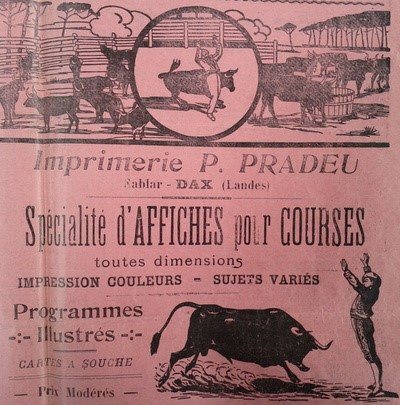 Imprimerie P. PRADEU
Sablar - DAX (Landes)
Spécialité d'AFFICHES pour COURSES
toutes dimensions
IMPRESSION COULEURS - SUJETS VARIÉS
Programmes
-:- Illustrés -:-
CARTES A SOUCHE
— Prix Modérés —